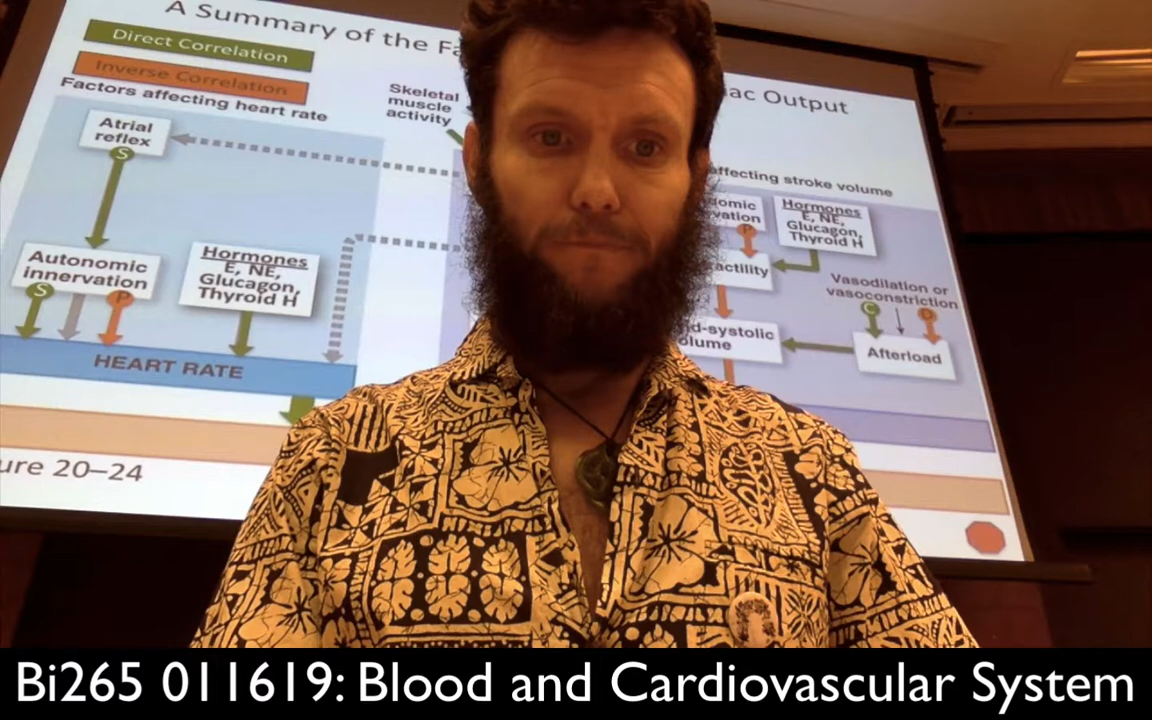 A Summary of the Fa
ac Output
Direct Correlation
Inverse Correlation
Factors affecting heart rate
Skeletal
muscle
activity
affecting stroke volume
Atrial
reflex
S
Autonomic
innervation
S
P
Hormones
E, NE,
Glucagon,
Thyroid H
HEART RATE
omic
vation
P
Hormones
E, NE,
Glucagon,
Thyroid H
actility
Vasodilation or
vasoconstriction
C
D
d-systolic
olume
Afterload
ure 20–24
Bi265 011619: Blood and Cardiovascular System